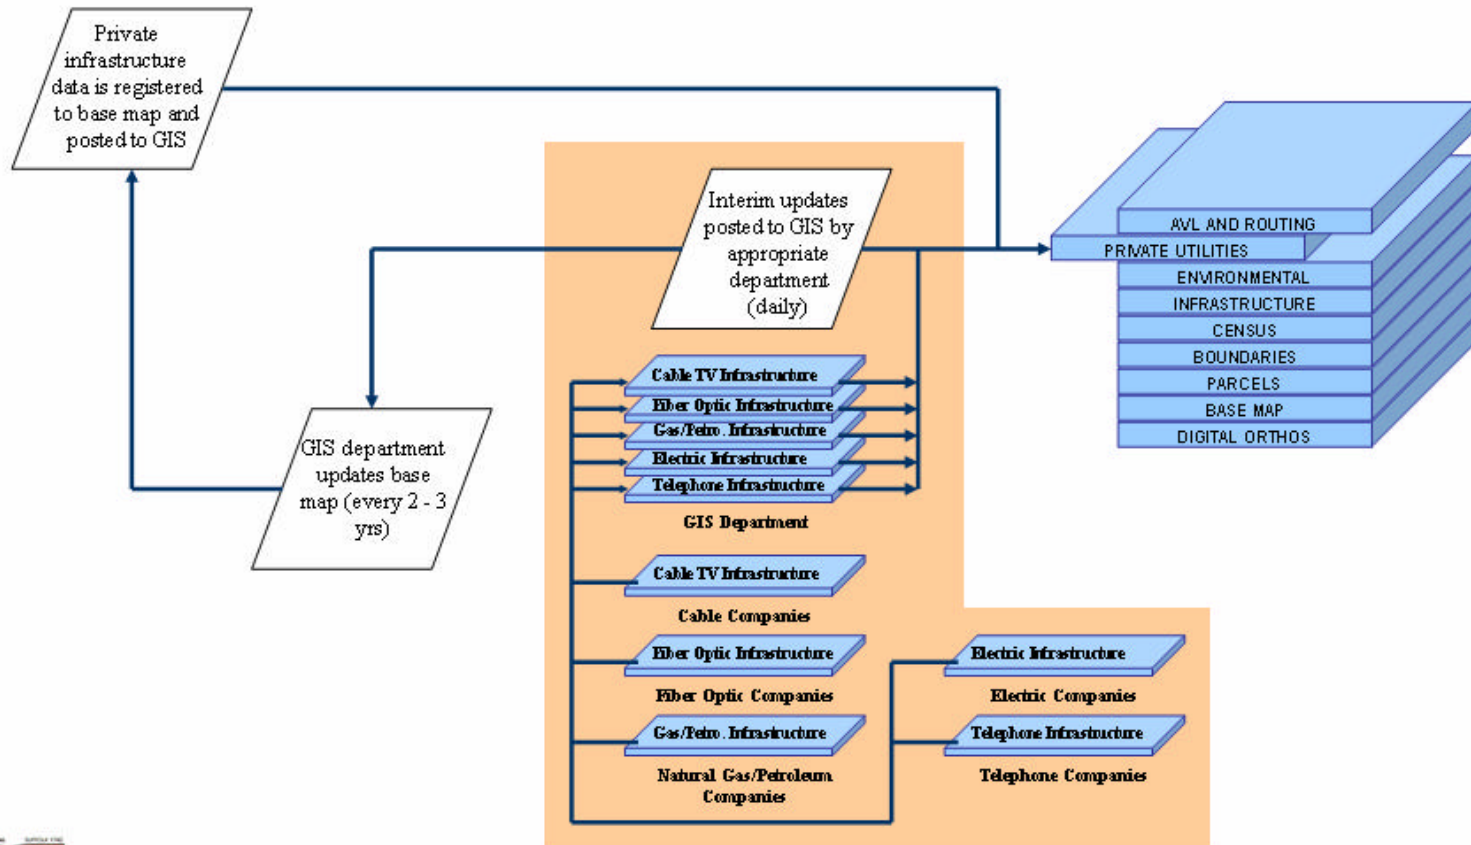 Private
infrastructure
data is registered
to base map and
posted to GIS
Interim updates
posted to GIS by
appropriate
department
(daily)
AVL AND ROUTING
PRIVATE UTILITIES
ENVIRONMENTAL
INFRASTRUCTURE
CENSUS
BOUNDARIES
PARCELS
BASE MAP
DIGITAL ORTHOS
GIS department
updates base
map (every 2 - 3
yrs)
Cable TV Infrastructure
Fiber Optic Infrastructure
Gas/Petro. Infrastructure
Electric Infrastructure
Telephone Infrastructure
GIS Department
Cable TV Infrastructure
Cable Companies
Fiber Optic Infrastructure
Fiber Optic Companies
Electric Infrastructure
Electric Companies
Gas/Petro. Infrastructure
Natural Gas/Petroleum
Companies
Telephone Infrastructure
Telephone Companies